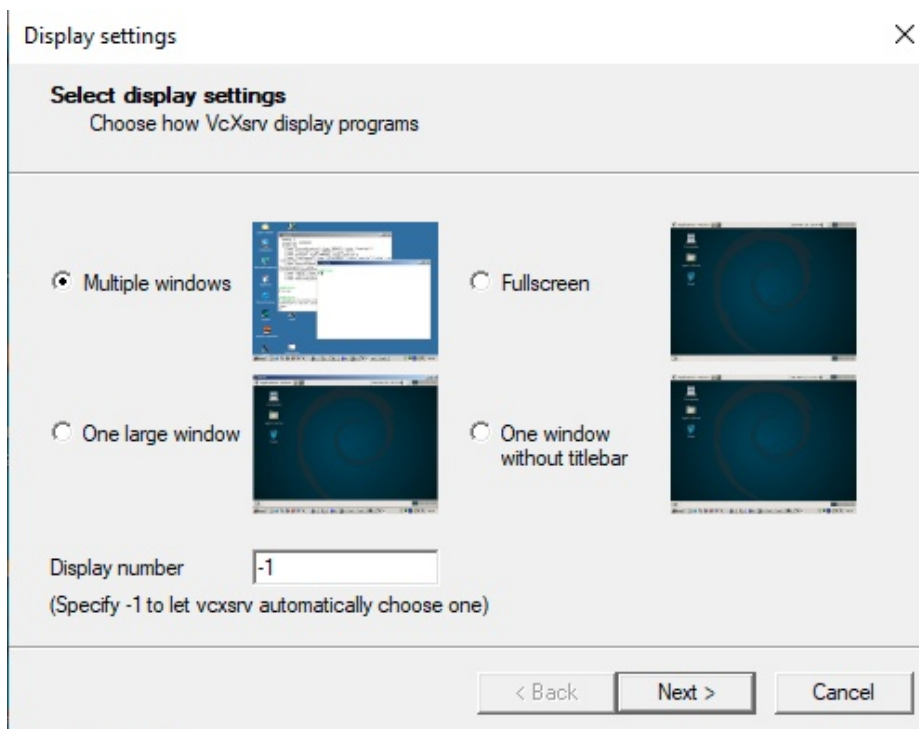 Display settings
Select display settings
Choose how VcXsrv display programs
Multiple windows
Fullscreen
One large window
One window
without titlebar
Display number
-1
(Specify -1 to let vcxsrv automatically choose one)
< Back
Next >
Cancel